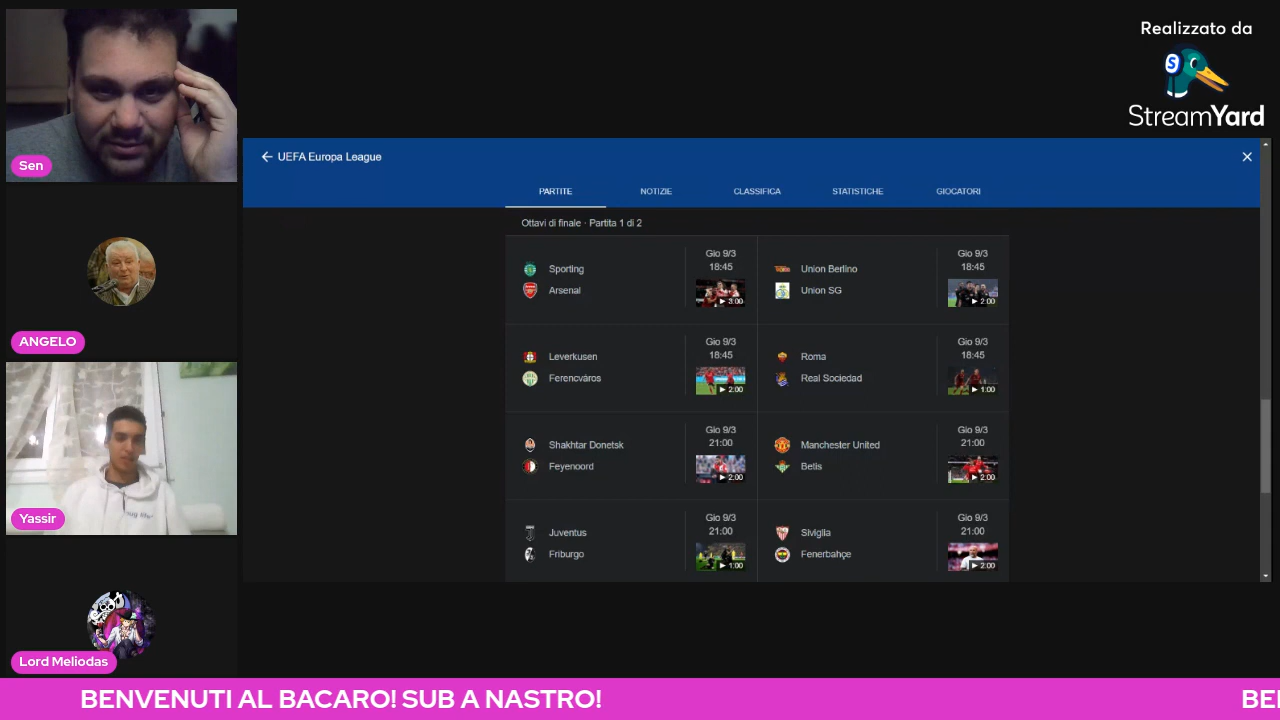 Realizzato da
StreamYard
Sen
ANGELO
Yassir
Lord Meliodas
UEFA Europa League
PARTITE
NOTIZIE
CLASSIFICA
STATISTICHE
GIOCATORI
Ottavi di finale · Partita 1 di 2
Sporting
Arsenal
Gio 9/3
18:45
3:00
Union Berlino
Union SG
Gio 9/3
18:45
2:00
Leverkusen
Ferencváros
Gio 9/3
18:45
2:00
Roma
Real Sociedad
Gio 9/3
18:45
1:00
Shakhtar Donetsk
Feyenoord
Gio 9/3
21:00
2:00
Manchester United
Betis
Gio 9/3
21:00
2:00
Juventus
Friburgo
Gio 9/3
21:00
1:00
Siviglia
Fenerbahçe
Gio 9/3
21:00
2:00
BENVENUTI AL BACARO! SUB A NASTRO!
BE